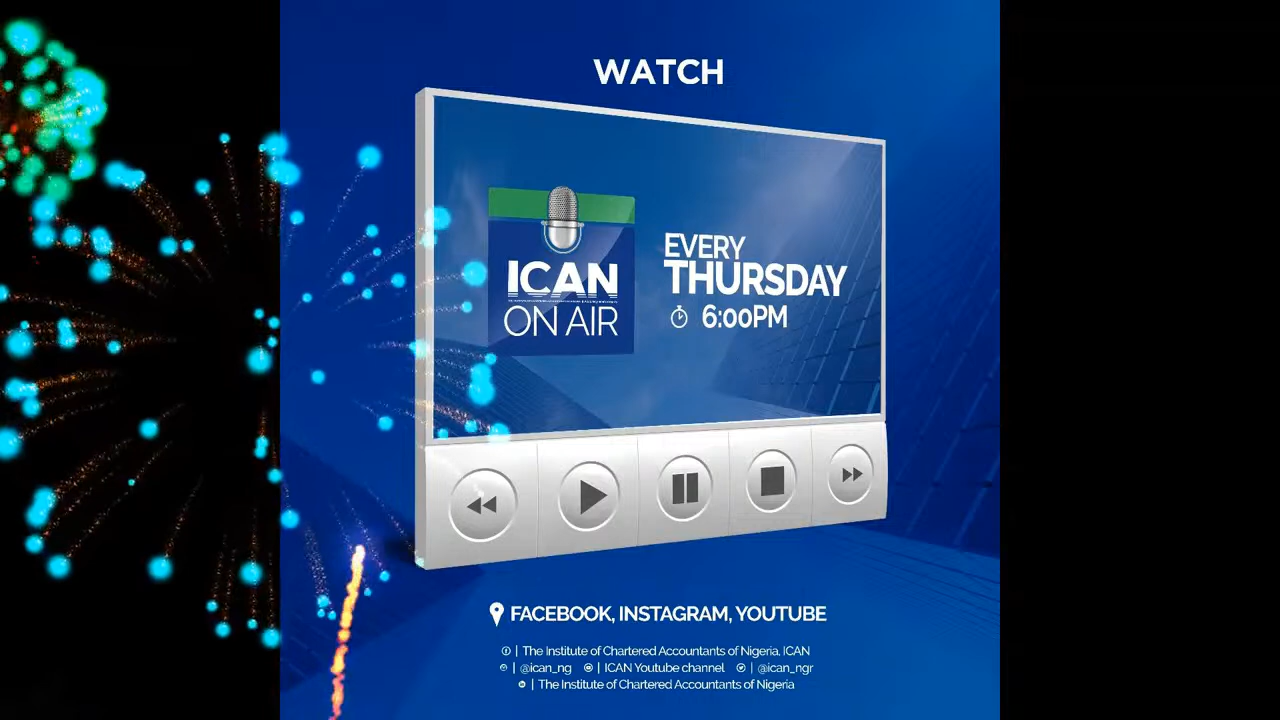 WATCH
ICAN
ON AIR
EVERY
THURSDAY
6:00PM
FACEBOOK, INSTAGRAM, YOUTUBE
| The Institute of Chartered Accountants of Nigeria, ICAN
| @ican_ng | ICAN Youtube channel | @ican_ngr
| The Institute of Chartered Accountants of Nigeria